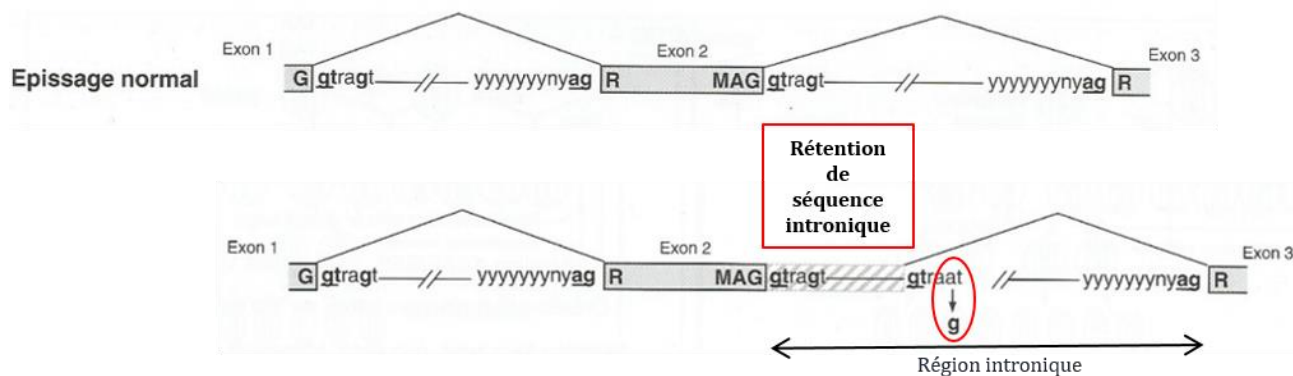 Exon 1
Exon 2
Exon 3
Epissage normal
G gtragt // yyyyyyynyag R MAG gtragt // yyyyyyynyag R
Rétention
de
séquence
intronique
Exon 1
Exon 2
Exon 3
G gtragt // yyyyyyynyag R MAG gtragt gtraat // yyyyyyynyag R
g
Région intronique